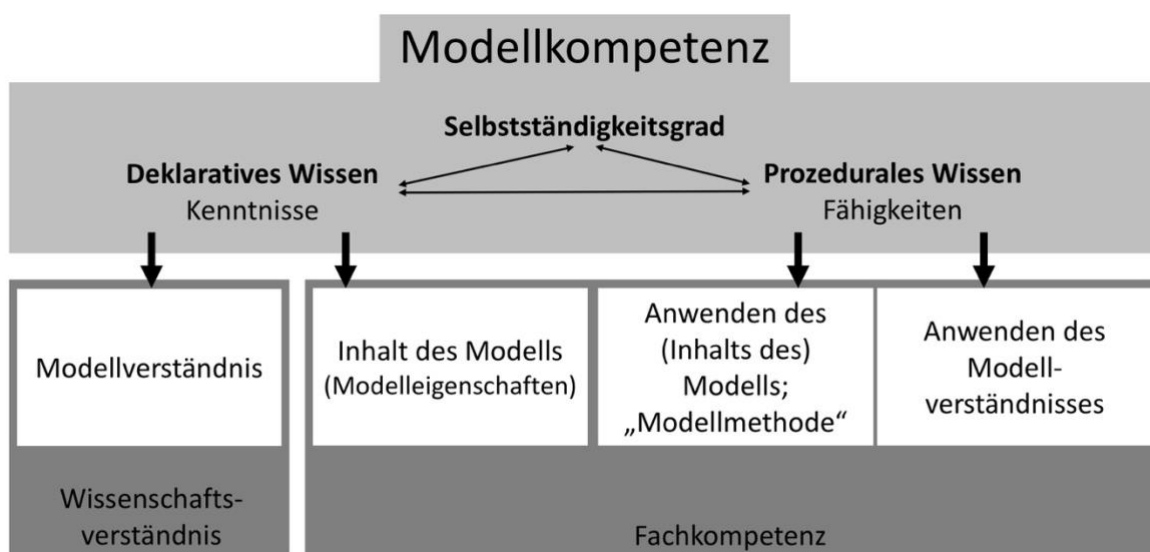 Modellkompetenz
Selbstständigkeitsgrad
Deklaratives Wissen
Kenntnisse
Prozedurales Wissen
Fähigkeiten
Modellverständnis
Inhalt des Modells
(Modelleigenschaften)
Anwenden des
(Inhalts des)
Modells;
„Modellmethode“
Anwenden des
Modell-
verständnisses
Wissenschafts-
verständnis
Fachkompetenz